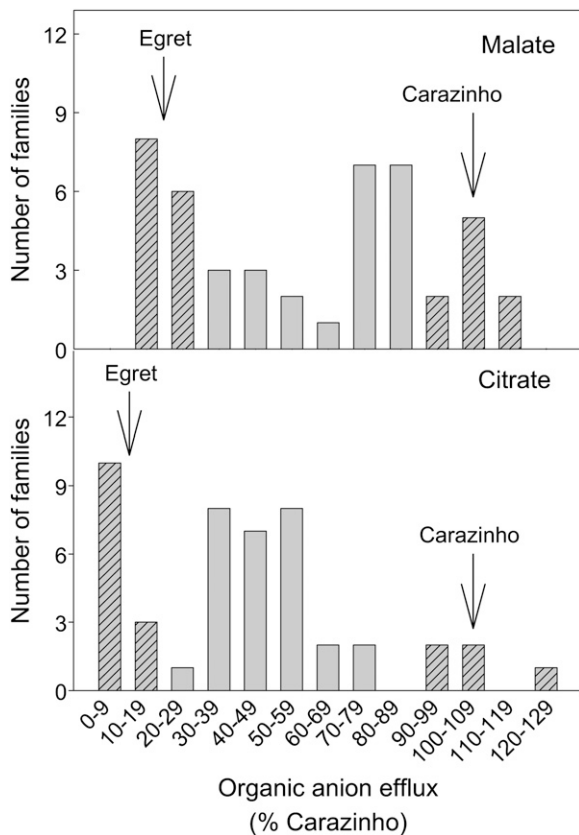 12
9
6
3
0
Number of families
Egret
Malate
Carazinho
12
9
6
3
0
Number of families
Egret
Citrate
Carazinho
0-9
10-19
20-29
30-39
40-49
50-59
60-69
70-79
80-89
90-99
100-109
110-119
120-129
Organic anion efflux
(% Carazinho)